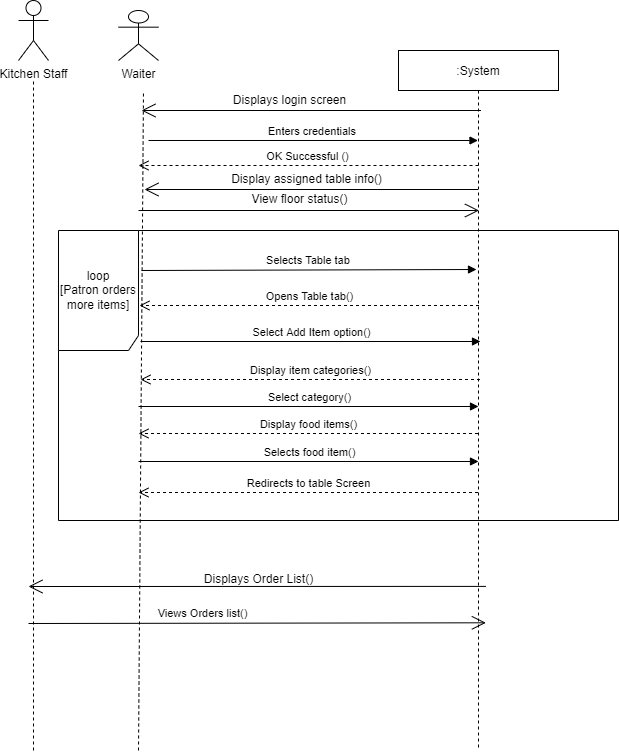 Kitchen Staff
Waiter
:System
Displays login screen
Enters credentials
OK Successful ()
Display assigned table info()
View floor status()
loop
[Patron orders
more items]
Selects Table tab
Opens Table tab()
Select Add Item option()
Display item categories()
Select category()
Display food items()
Selects food item()
Redirects to table Screen
Displays Order List()
Views Orders list()